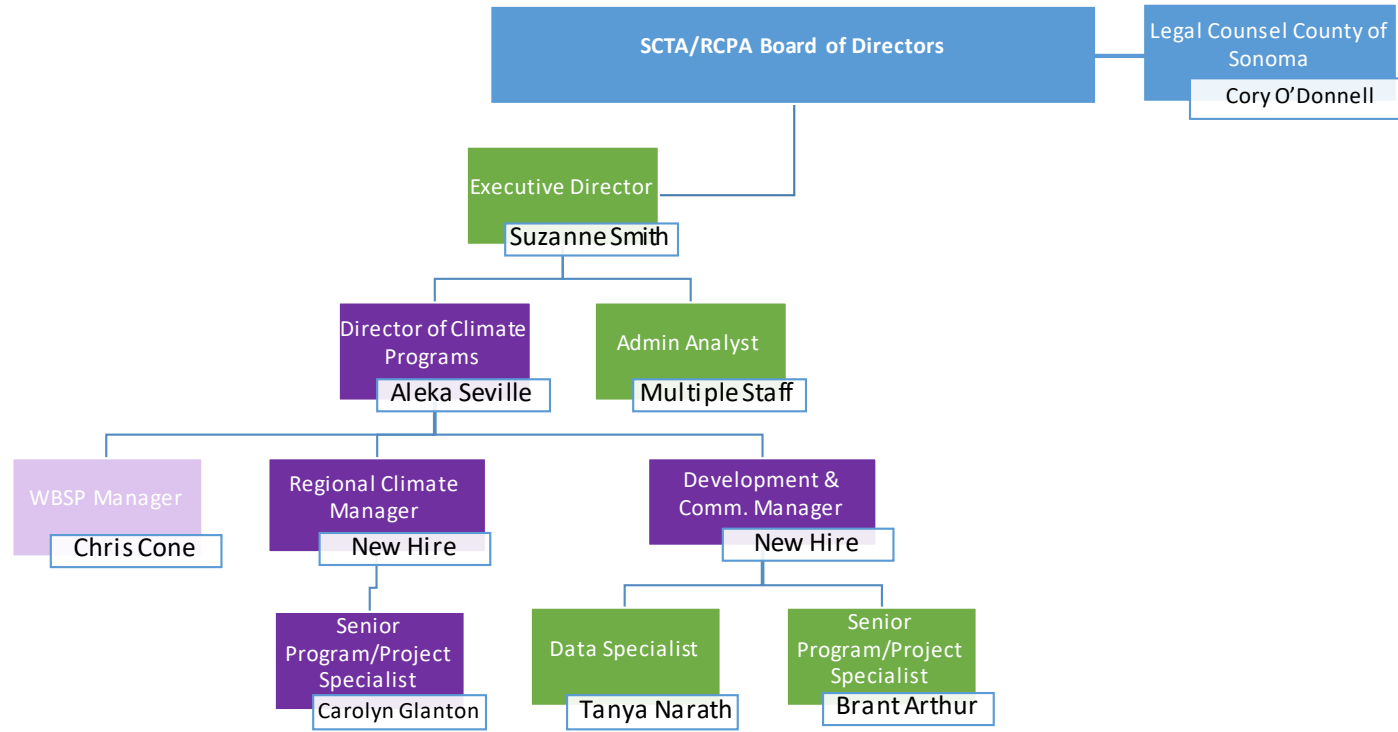 SCTA/RCPA Board of Directors
Legal Counsel County of
Sonoma
Cory O’Donnell
Executive Director
Suzanne Smith
Director of Climate
Programs
Aleka Seville
Admin Analyst
Multiple Staff
WBSP Manager
Chris Cone
Regional Climate
Manager
New Hire
Development &
Comm. Manager
New Hire
Senior
Program/Project
Specialist
Carolyn Glanton
Data Specialist
Tanya Narath
Senior
Program/Project
Specialist
Brant Arthur